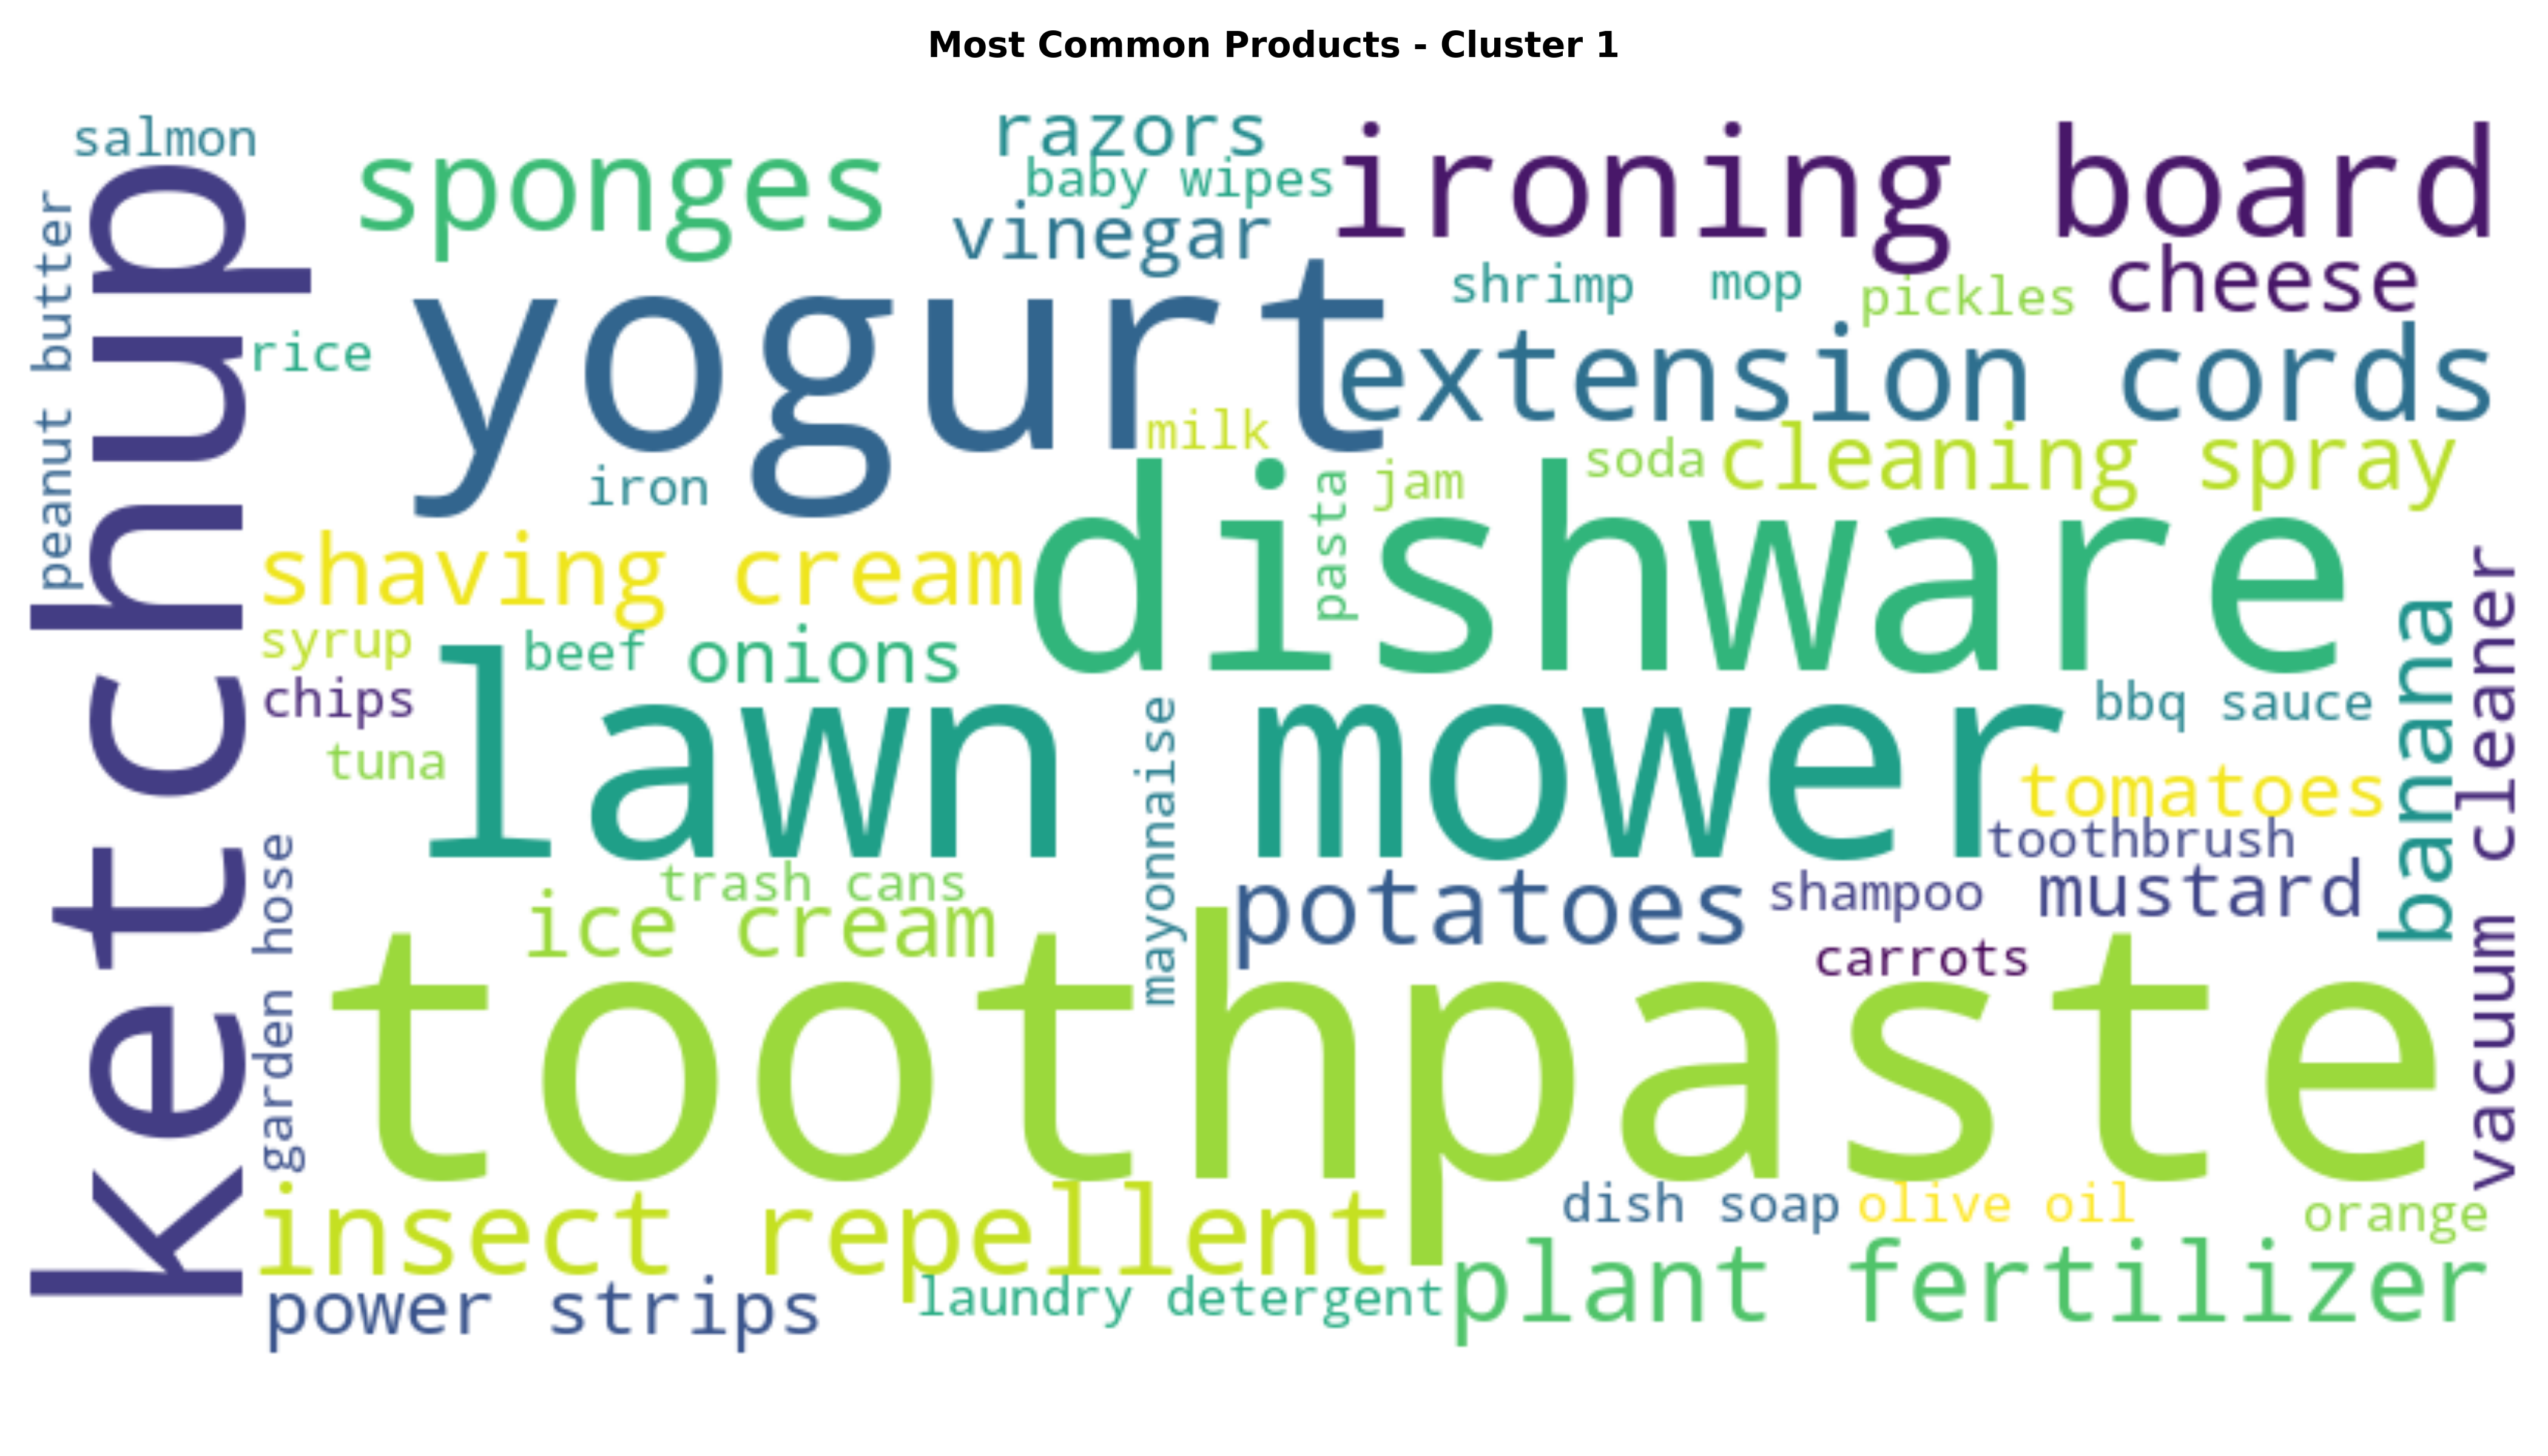 Most Common Products - Cluster 1
salmon
sponges
razors
baby wipes
vinegar
ironing board
peanut butter
ketchup
rice
yogurt
shrimp
mop
pickles
cheese
extension cords
milk
iron
pasta
jam
soda
cleaning spray
shaving cream
dishware
syrup
beef
onions
chips
tuna
lawn mower
mayonnaise
bbq sauce
banana
vacuum cleaner
tomatoes
toothbrush
garden hose
trash cans
ice cream
potatoes
shampoo
mustard
carrots
toothpaste
insect repellent
dish soap
olive oil
orange
power strips
laundry detergent
plant fertilizer